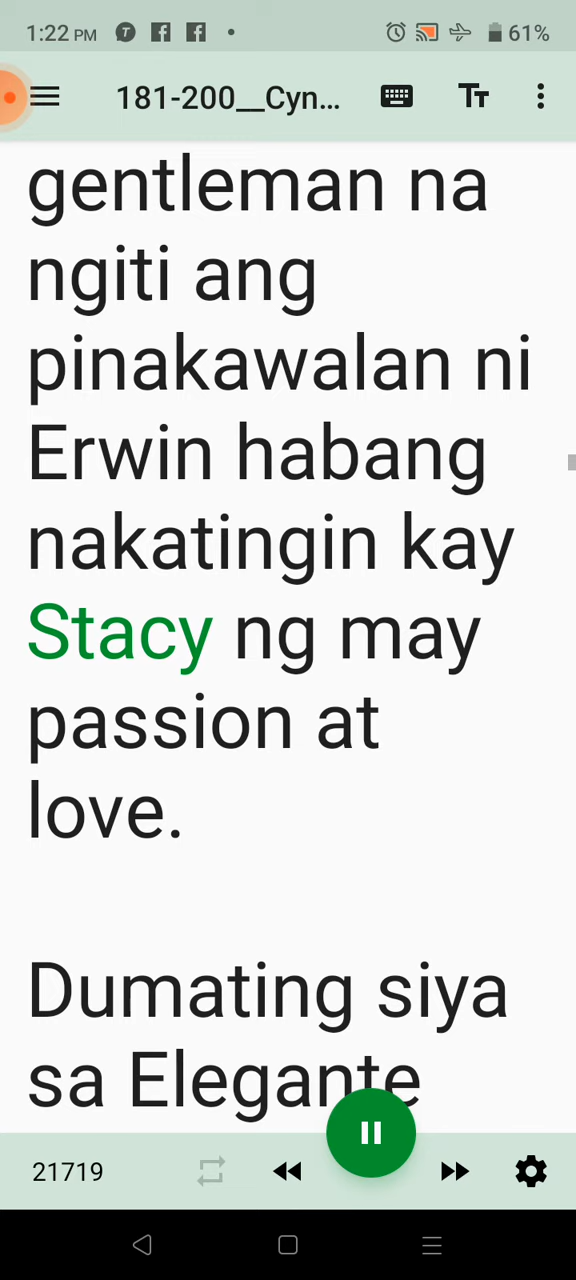 1:22 PM
61%
181-200__Cyn...
gentleman na
ngiti ang
pinakawalan ni
Erwin habang
nakatingin kay
Stacy ng may
passion at
love.
Dumating siya
sa Elegante
21719